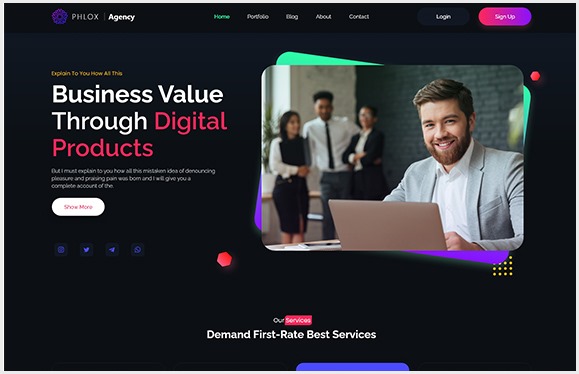 PHLOX | Agency
Home Portfolio Blog About Contact Login Sign Up
Explain To You How All This
Business Value
Through Digital
Products
But I must explain to you how all this mistaken idea of denouncing
pleasure and praising pain was born and I will give you a
complete account of the.
Show More
Our Services
Demand First-Rate Best Services